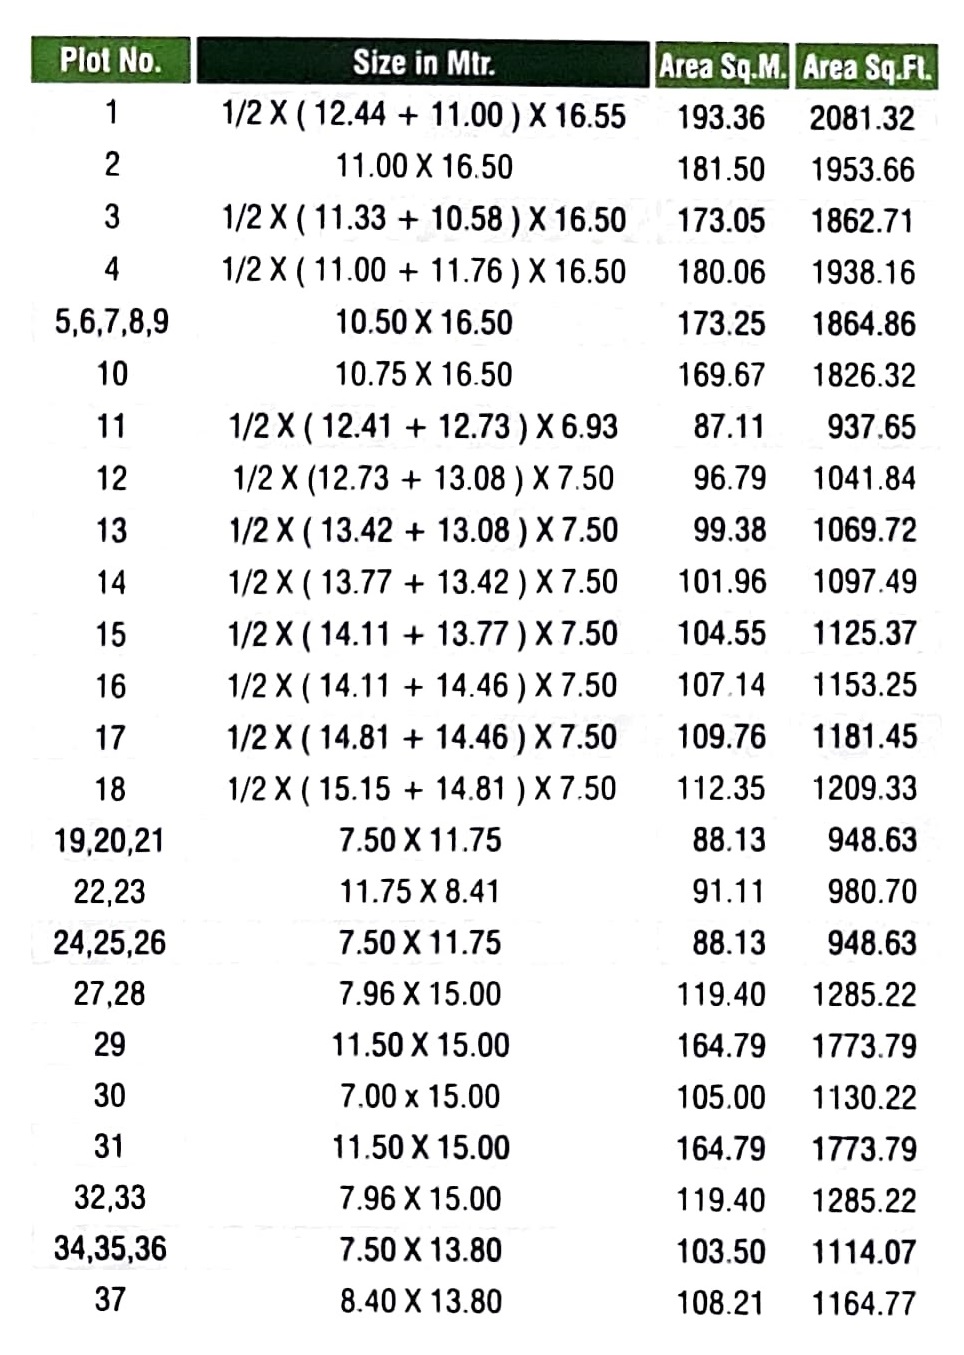 Plot No. Size in Mtr. Area Sq.M. Area Sq.Ft.
1 1/2 X ( 12.44 + 11.00 ) X 16.55 193.36 2081.32
2 11.00 X 16.50 181.50 1953.66
3 1/2 X ( 11.33 + 10.58 ) X 16.50 173.05 1862.71
4 1/2 X ( 11.00 + 11.76 ) X 16.50 180.06 1938.16
5,6,7,8,9 10.50 X 16.50 173.25 1864.86
10 10.75 X 16.50 169.67 1826.32
11 1/2 X ( 12.41 + 12.73 ) X 6.93 87.11 937.65
12 1/2 X (12.73 + 13.08 ) X 7.50 96.79 1041.84
13 1/2 X ( 13.42 + 13.08 ) X 7.50 99.38 1069.72
14 1/2 X ( 13.77 + 13.42 ) X 7.50 101.96 1097.49
15 1/2 X ( 14.11 + 13.77 ) X 7.50 104.55 1125.37
16 1/2 X ( 14.11 + 14.46 ) X 7.50 107.14 1153.25
17 1/2 X ( 14.81 + 14.46 ) X 7.50 109.76 1181.45
18 1/2 X ( 15.15 + 14.81 ) X 7.50 112.35 1209.33
19,20,21 7.50 X 11.75 88.13 948.63
22,23 11.75 X 8.41 91.11 980.70
24,25,26 7.50 X 11.75 88.13 948.63
27,28 7.96 X 15.00 119.40 1285.22
29 11.50 X 15.00 164.79 1773.79
30 7.00 x 15.00 105.00 1130.22
31 11.50 X 15.00 164.79 1773.79
32,33 7.96 X 15.00 119.40 1285.22
34,35,36 7.50 X 13.80 103.50 1114.07
37 8.40 X 13.80 108.21 1164.77